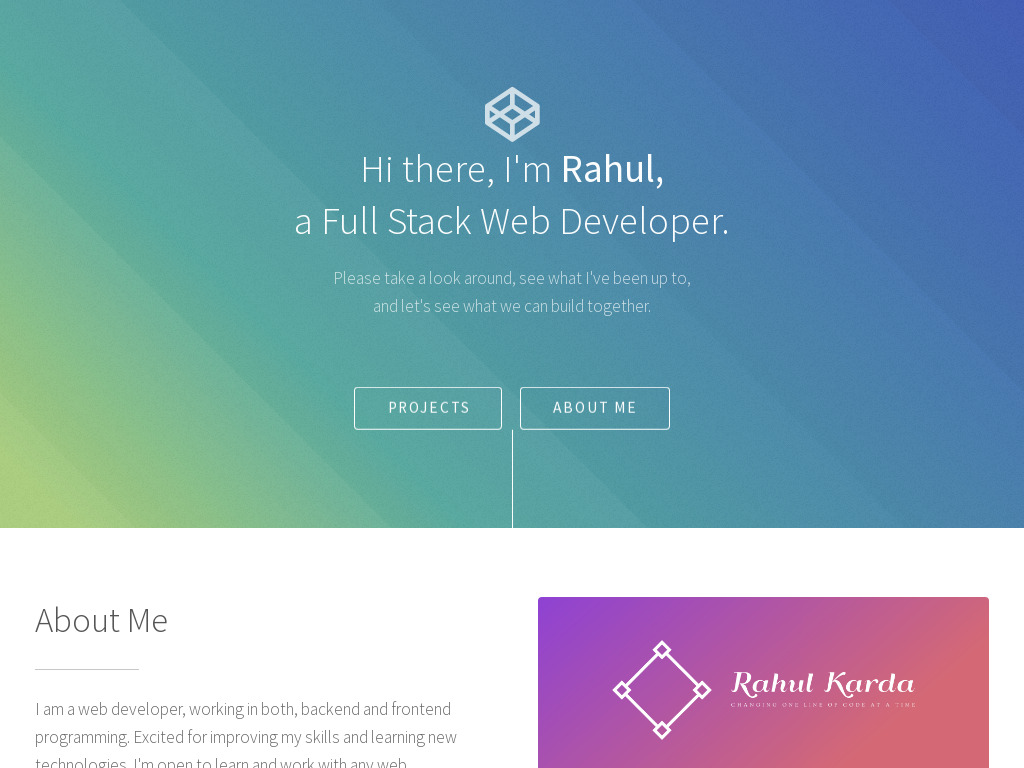 Hi there, I'm Rahul,
a Full Stack Web Developer.
Please take a look around, see what I've been up to,
and let's see what we can build together.
PROJECTS
ABOUT ME
About Me
I am a web developer, working in both, backend and frontend
programming. Excited for improving my skills and learning new
technologies. I'm open to learn and work with any web
Rahul Karda
CHANGING ONE LINE OF CODE AT A TIME